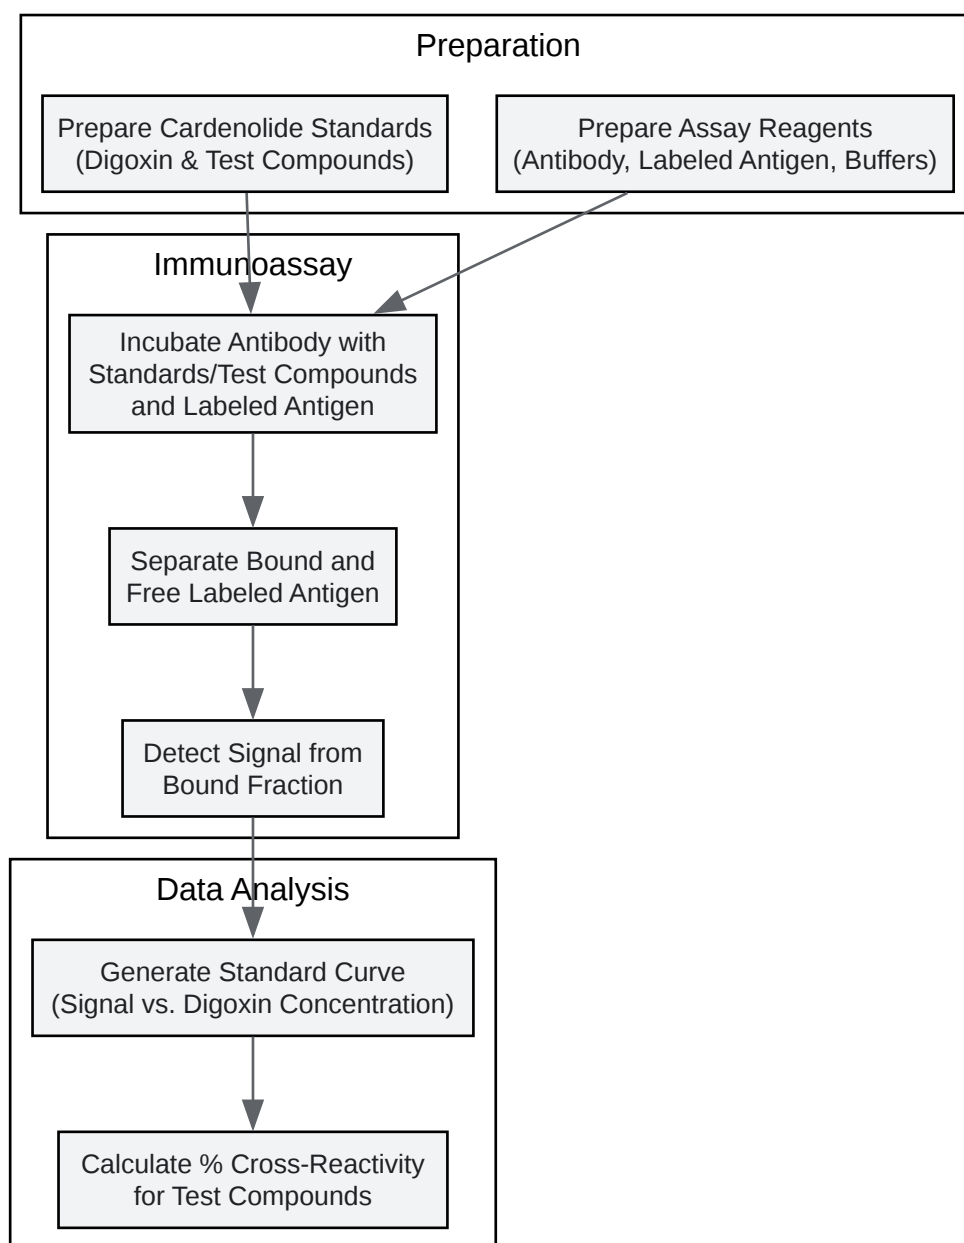 Preparation
Prepare Cardenolide Standards
(Digoxin & Test Compounds)
Prepare Assay Reagents
(Antibody, Labeled Antigen, Buffers)
Immunoassay
Incubate Antibody with
Standards/Test Compounds
and Labeled Antigen
Separate Bound and
Free Labeled Antigen
Detect Signal from
Bound Fraction
Data Analysis
Generate Standard Curve
(Signal vs. Digoxin Concentration)
Calculate % Cross-Reactivity
for Test Compounds